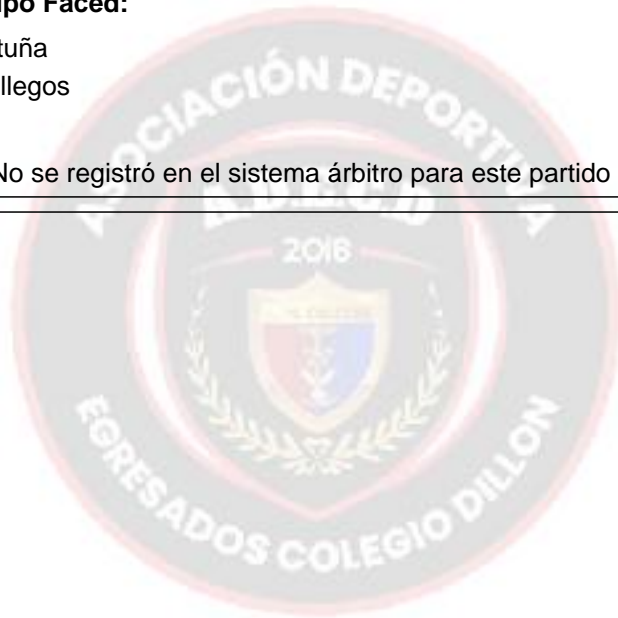 po Faced:
tuña
llegos
No se registró en el sistema árbitro para este partido
ASOCIACIÓN DEPORTIVA
ADECD
2016
EGRESADOS COLEGIO DILLON